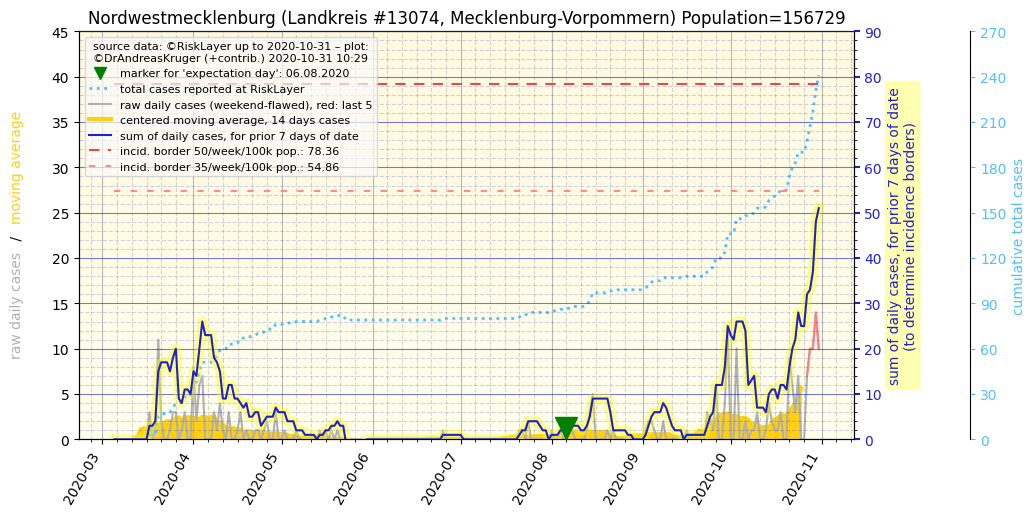 Nordwestmecklenburg (Landkreis #13074, Mecklenburg-Vorpommern) Population=156729
source data: ©RiskLayer up to 2020-10-31 – plot:
©DrAndreasKruger (+contrib.) 2020-10-31 10:29
marker for 'expectation day': 06.08.2020
total cases reported at RiskLayer
raw daily cases (weekend-flawed), red: last 5
centered moving average, 14 days cases
sum of daily cases, for prior 7 days of date
incid. border 50/week/100k pop.: 78.36
incid. border 35/week/100k pop.: 54.86
raw daily cases / moving average
45
40
35
30
25
20
15
10
5
0
90
80
70
60
50
40
30
20
10
0
sum of daily cases, for prior 7 days of date
(to determine incidence borders)
270
240
210
180
150
120
90
60
30
0
cumulative total cases
2020-03
2020-04
2020-05
2020-06
2020-07
2020-08
2020-09
2020-10
2020-11